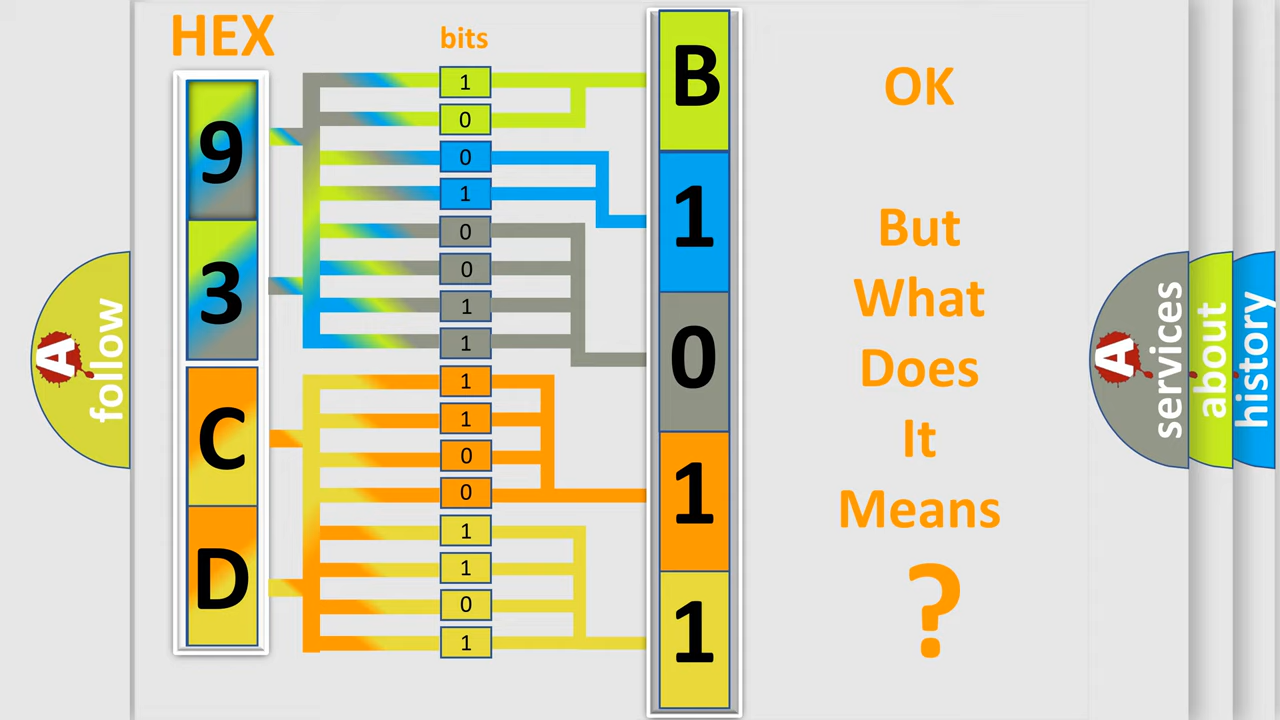 HEX
bits
9
3
C
D
1
0
0
1
0
0
1
1
1
1
0
0
1
1
0
1
B
1
0
1
1
OK
But
What
Does
It
Means
?
A
follow
A
services
about
history